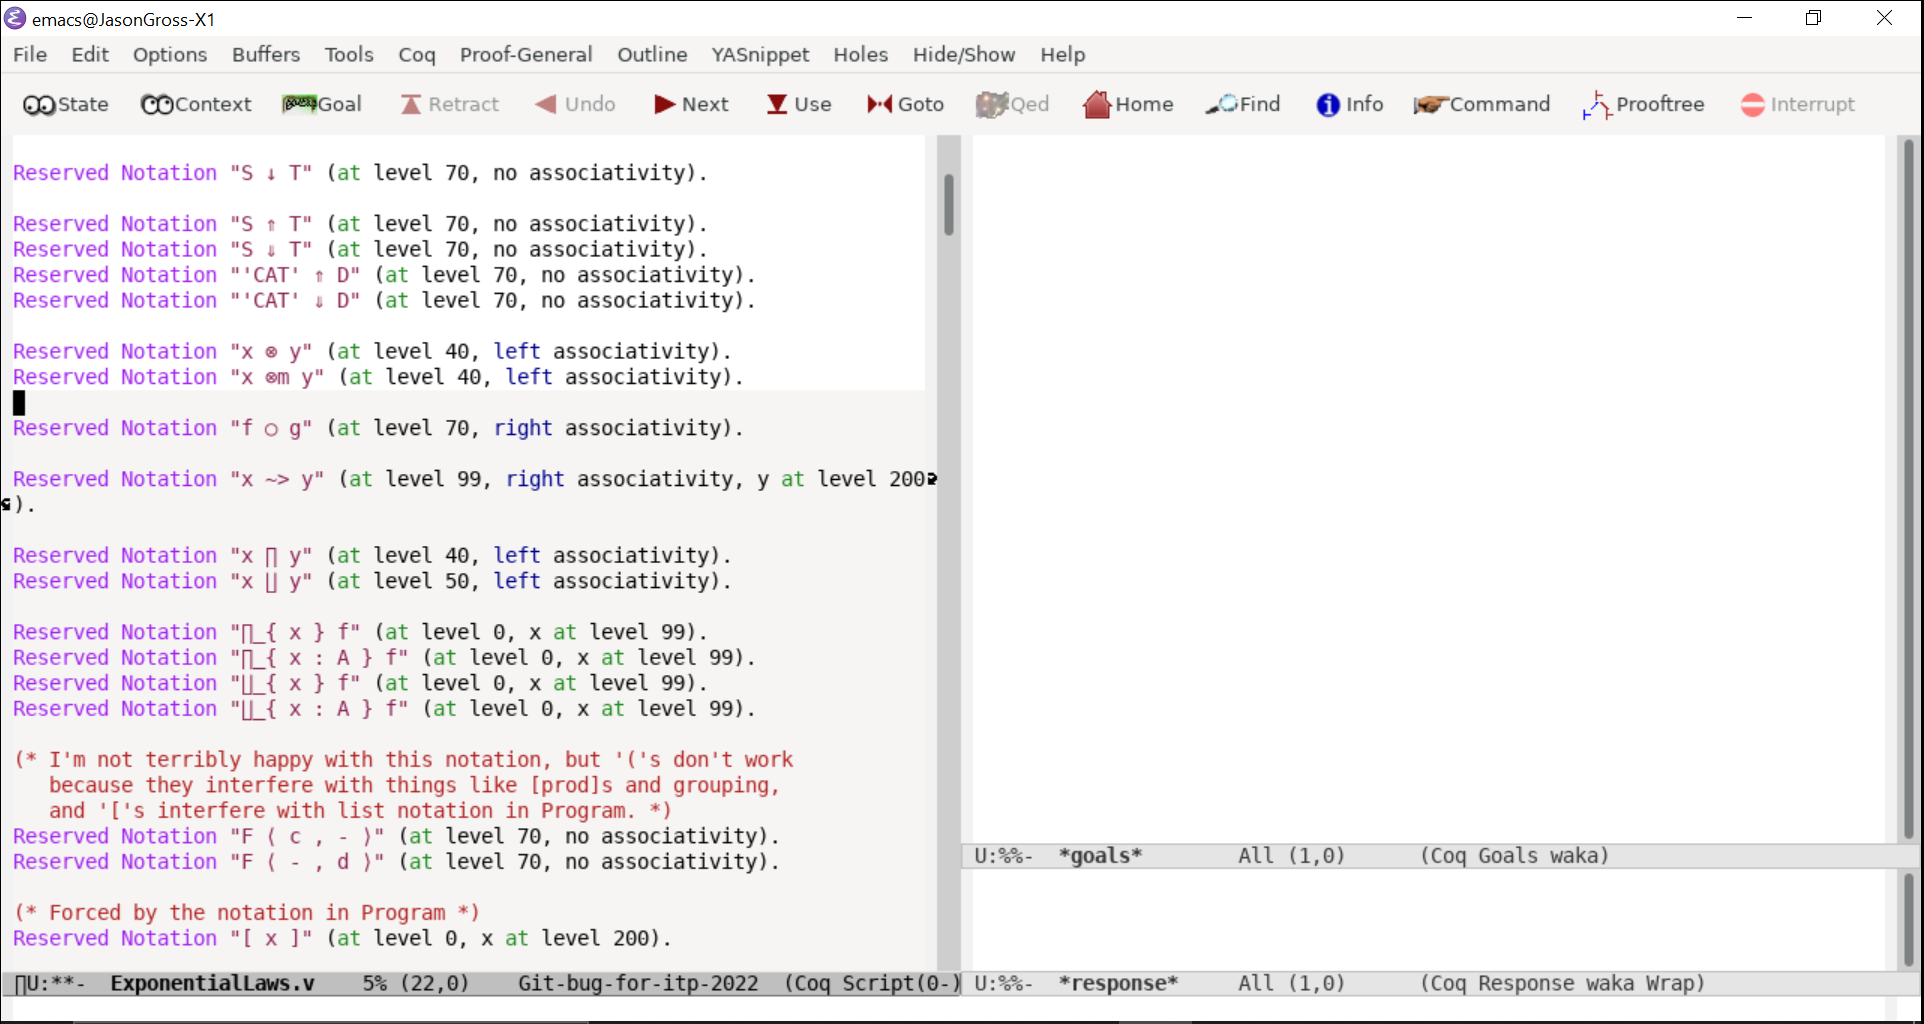 emacs@JasonGross-X1
File Edit Options Buffers Tools Coq Proof-General Outline YASnippet Holes Hide/Show Help
State Context Goal Retract Undo Next Use Goto Qed Home Find Info Command Prooftree Interrupt
Reserved Notation "S ↓ T" (at level 70, no associativity).
Reserved Notation "S ⇑ T" (at level 70, no associativity).
Reserved Notation "S ⇓ T" (at level 70, no associativity).
Reserved Notation "'CAT' ⇑ D" (at level 70, no associativity).
Reserved Notation "'CAT' ⇓ D" (at level 70, no associativity).
Reserved Notation "x ⊗ y" (at level 40, left associativity).
Reserved Notation "x ⊗m y" (at level 40, left associativity).
Reserved Notation "f ○ g" (at level 70, right associativity).
Reserved Notation "x ~> y" (at level 99, right associativity, y at level 200
).
Reserved Notation "x ∏ y" (at level 40, left associativity).
Reserved Notation "x ∐ y" (at level 50, left associativity).
Reserved Notation "∏_{ x } f" (at level 0, x at level 99).
Reserved Notation "∏_{ x : A } f" (at level 0, x at level 99).
Reserved Notation "∐_{ x } f" (at level 0, x at level 99).
Reserved Notation "∐_{ x : A } f" (at level 0, x at level 99).
(* I'm not terribly happy with this notation, but '('s don't work
because they interfere with things like [prod]s and grouping,
and '['s interfere with list notation in Program. *)
Reserved Notation "F ⟨ c , - ⟩" (at level 70, no associativity).
Reserved Notation "F ⟨ - , d ⟩" (at level 70, no associativity).
(* Forced by the notation in Program *)
Reserved Notation "[ x ]" (at level 0, x at level 200).
∏U:**- ExponentialLaws.v 5% (22,0) Git-bug-for-itp-2022 (Coq Script(0-)
U:%%- *goals* All (1,0) (Coq Goals waka)
U:%%- *response* All (1,0) (Coq Response waka Wrap)